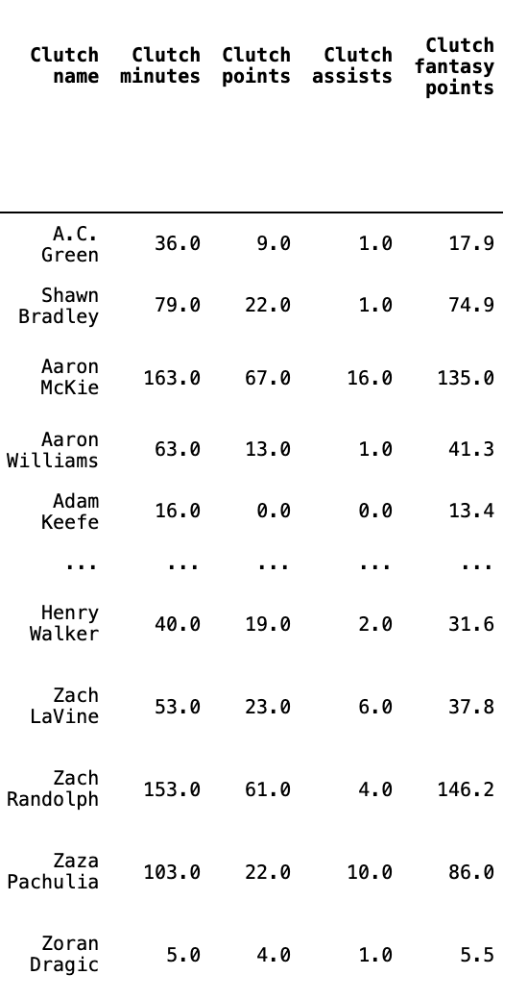 Clutch name Clutch minutes Clutch points Clutch assists Clutch fantasy points
A.C. Green 36.0 9.0 1.0 17.9
Shawn Bradley 79.0 22.0 1.0 74.9
Aaron McKie 163.0 67.0 16.0 135.0
Aaron Williams 63.0 13.0 1.0 41.3
Adam Keefe 16.0 0.0 0.0 13.4
... ... ... ... ...
Henry Walker 40.0 19.0 2.0 31.6
Zach LaVine 53.0 23.0 6.0 37.8
Zach Randolph 153.0 61.0 4.0 146.2
Zaza Pachulia 103.0 22.0 10.0 86.0
Zoran Dragic 5.0 4.0 1.0 5.5